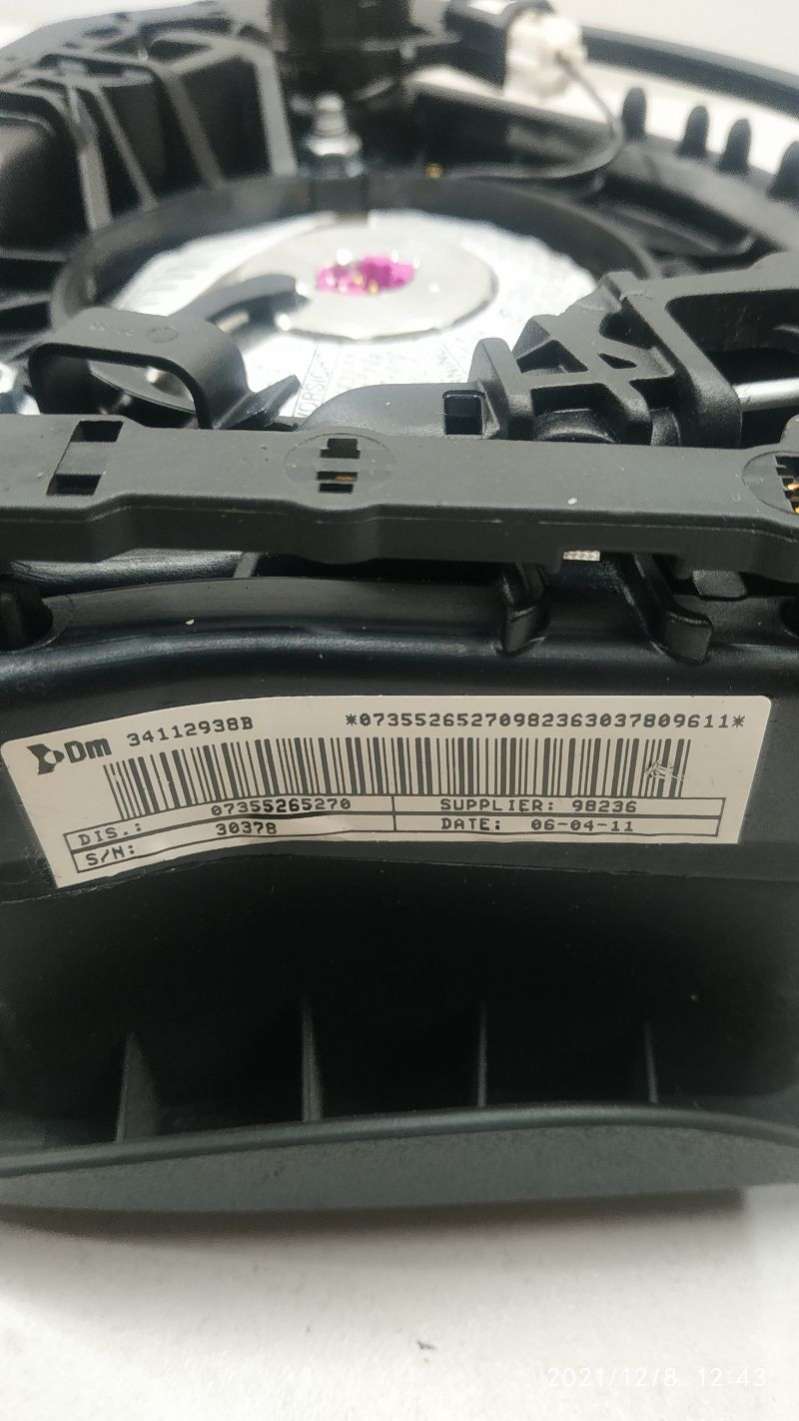 Dm 34112938B *07355265270982363037809611*
DIS.: 07355265270 SUPPLIER: 98236
S/N: 30378 DATE: 06-04-11
2021/12/8 12:43